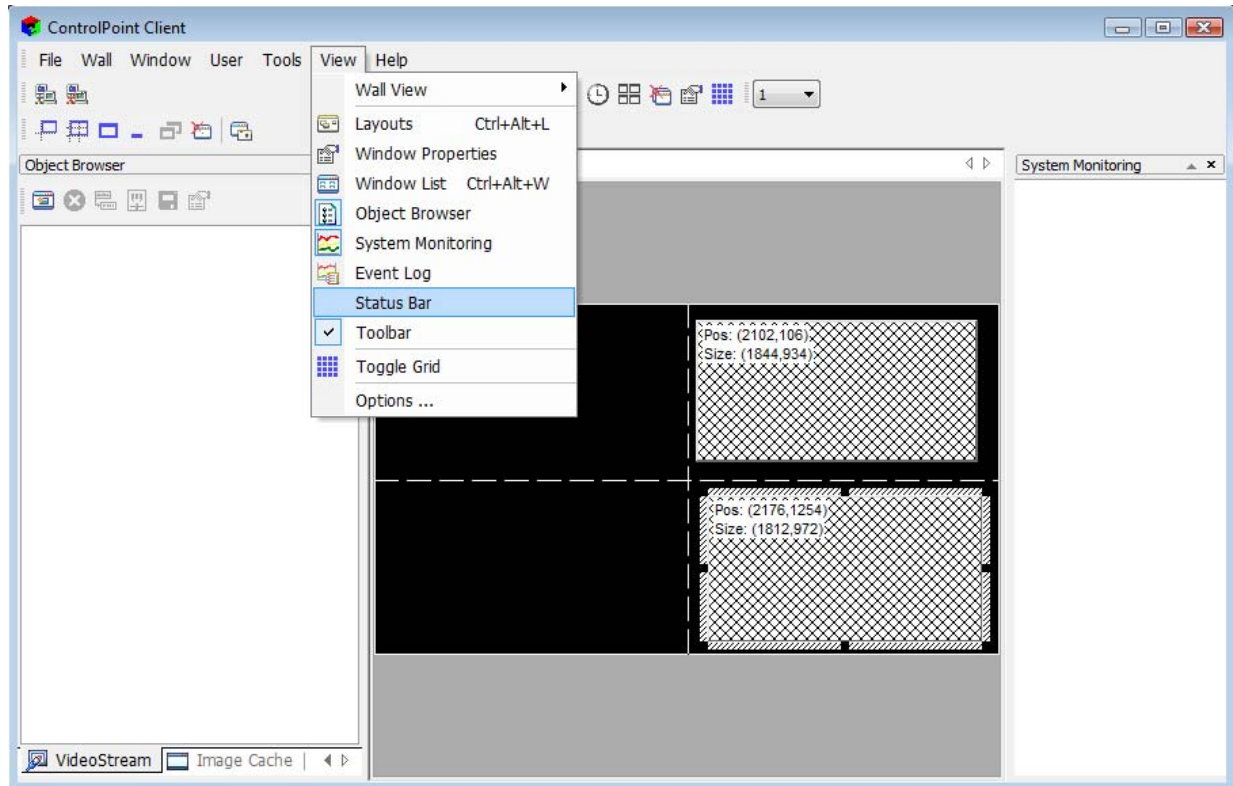 ControlPoint Client
File Wall Window User Tools View Help
1
Wall View
Layouts Ctrl+Alt+L
Window Properties
Window List Ctrl+Alt+W
Object Browser
System Monitoring
Event Log
Status Bar
Toolbar
Toggle Grid
Options ...
Object Browser
System Monitoring
Pos: (2102,106)
Size: (1844,934)
Pos: (2176,1254)
Size: (1812,972)
VideoStream Image Cache